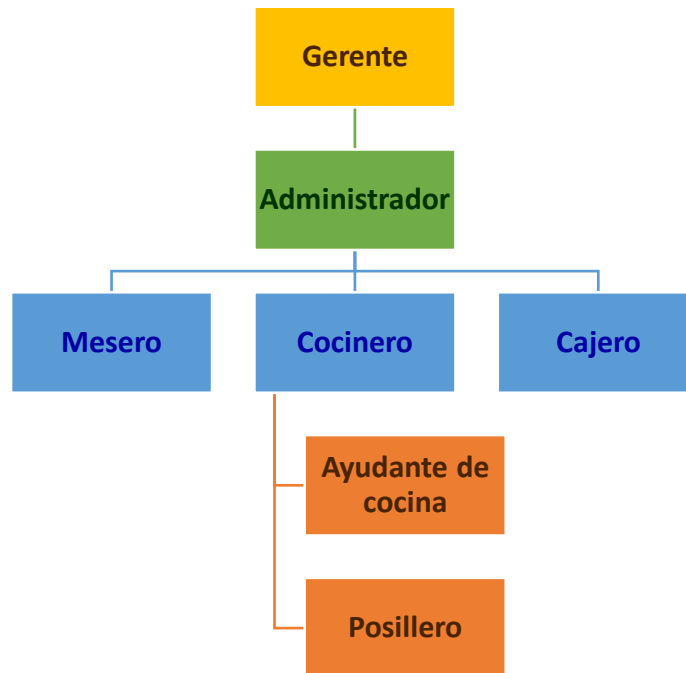 Gerente
Administrador
Mesero
Cocinero
Cajero
Ayudante de
cocina
Posillero